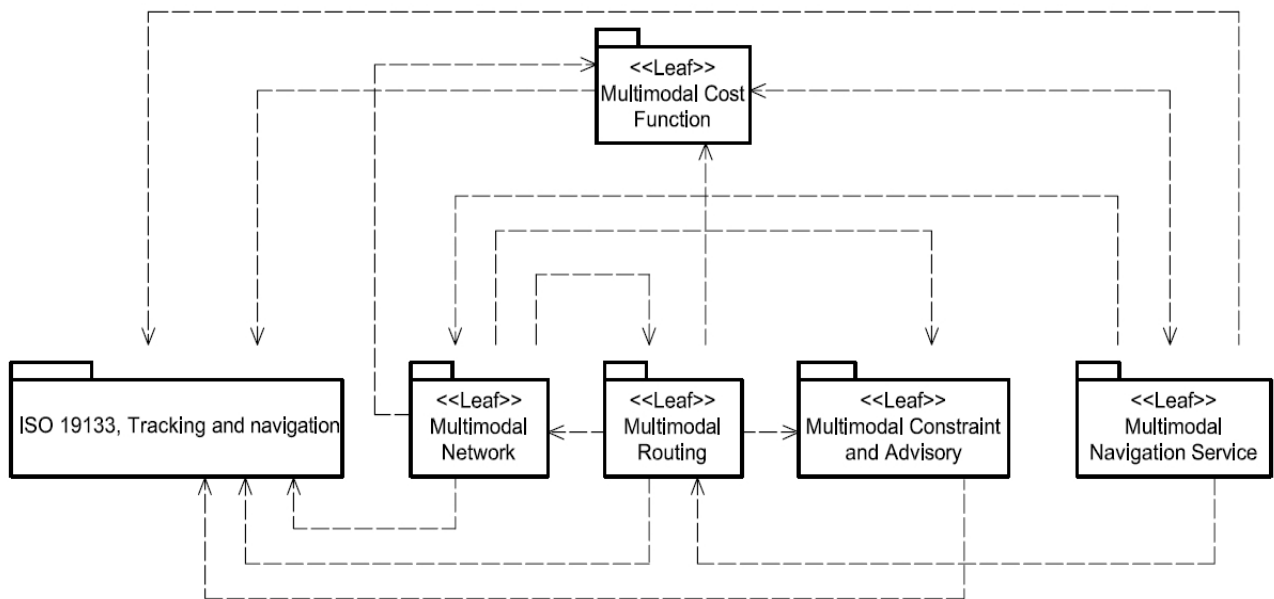 <<Leaf>>
Multimodal Cost
Function
ISO 19133, Tracking and navigation
<<Leaf>>
Multimodal
Network
<<Leaf>>
Multimodal
Routing
<<Leaf>>
Multimodal Constraint
and Advisory
<<Leaf>>
Multimodal
Navigation Service